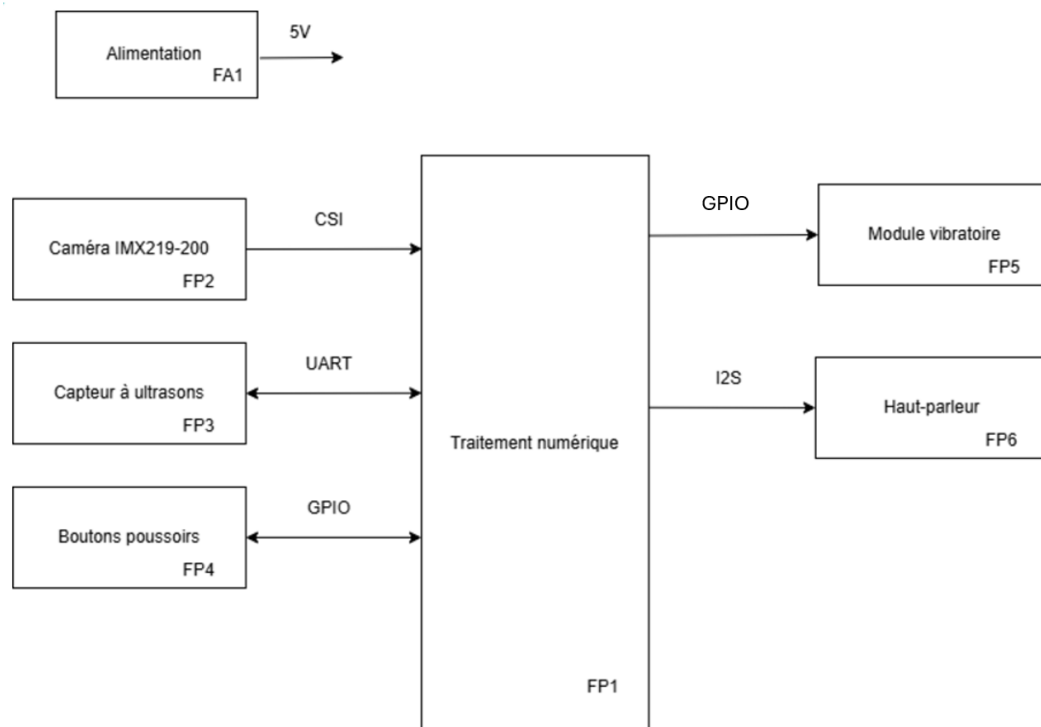 Alimentation
FA1
5V
Caméra IMX219-200
FP2
CSI
Capteur à ultrasons
FP3
UART
Boutons poussoirs
FP4
GPIO
Traitement numérique
FP1
GPIO
Module vibratoire
FP5
I2S
Haut-parleur
FP6